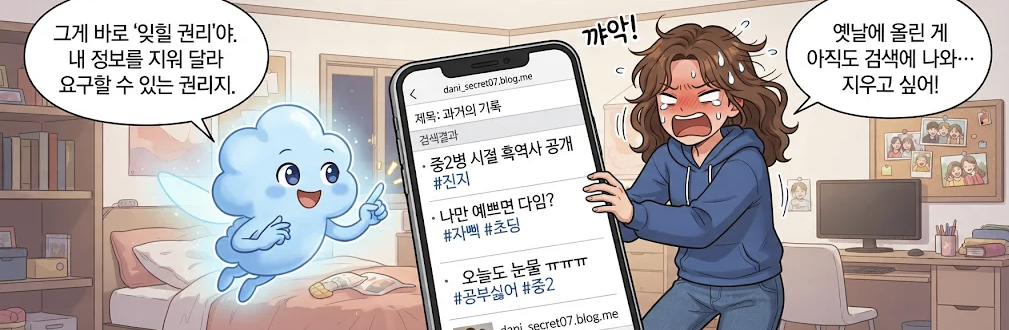 그게 바로 '잊힐 권리'야.
내 정보를 지워 달라
요구할 수 있는 권리지.
꺄악!
옛날에 올린 게
아직도 검색에 나와…
지우고 싶어!
dani_secret07.blog.me
제목: 과거의 기록
검색결과
· 중2병 시절 흑역사 공개
#진지
· 나만 예쁘면 다임?
#자뻑 #초딩
· 오늘도 눈물 ㅠㅠㅠ
#공부싫어 #중2
dani_secret07.blog.me